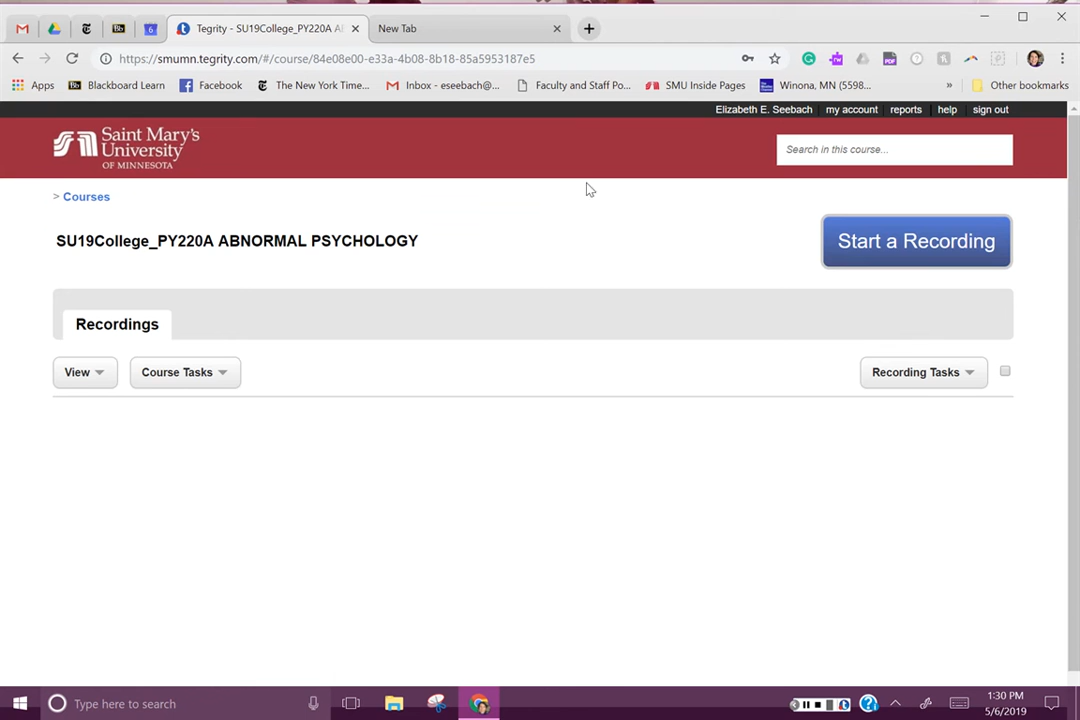 Tegrity - SU19College_PY220A A
New Tab
https://smumn.tegrity.com/#/course/84e08e00-e33a-4b08-8b18-85a5953187e5
Apps
Bb
Blackboard Learn
Facebook
The New York Time...
Inbox - eseebach@...
Faculty and Staff Po...
SMU Inside Pages
Winona, MN (5598...
»
Other bookmarks
Elizabeth E. Seebach
my account
reports
help
sign out
Saint Mary's
University
OF MINNESOTA
Search in this course...
> Courses
SU19College_PY220A ABNORMAL PSYCHOLOGY
Start a Recording
Recordings
View
Course Tasks
Recording Tasks
Type here to search
1:30 PM
5/6/2019